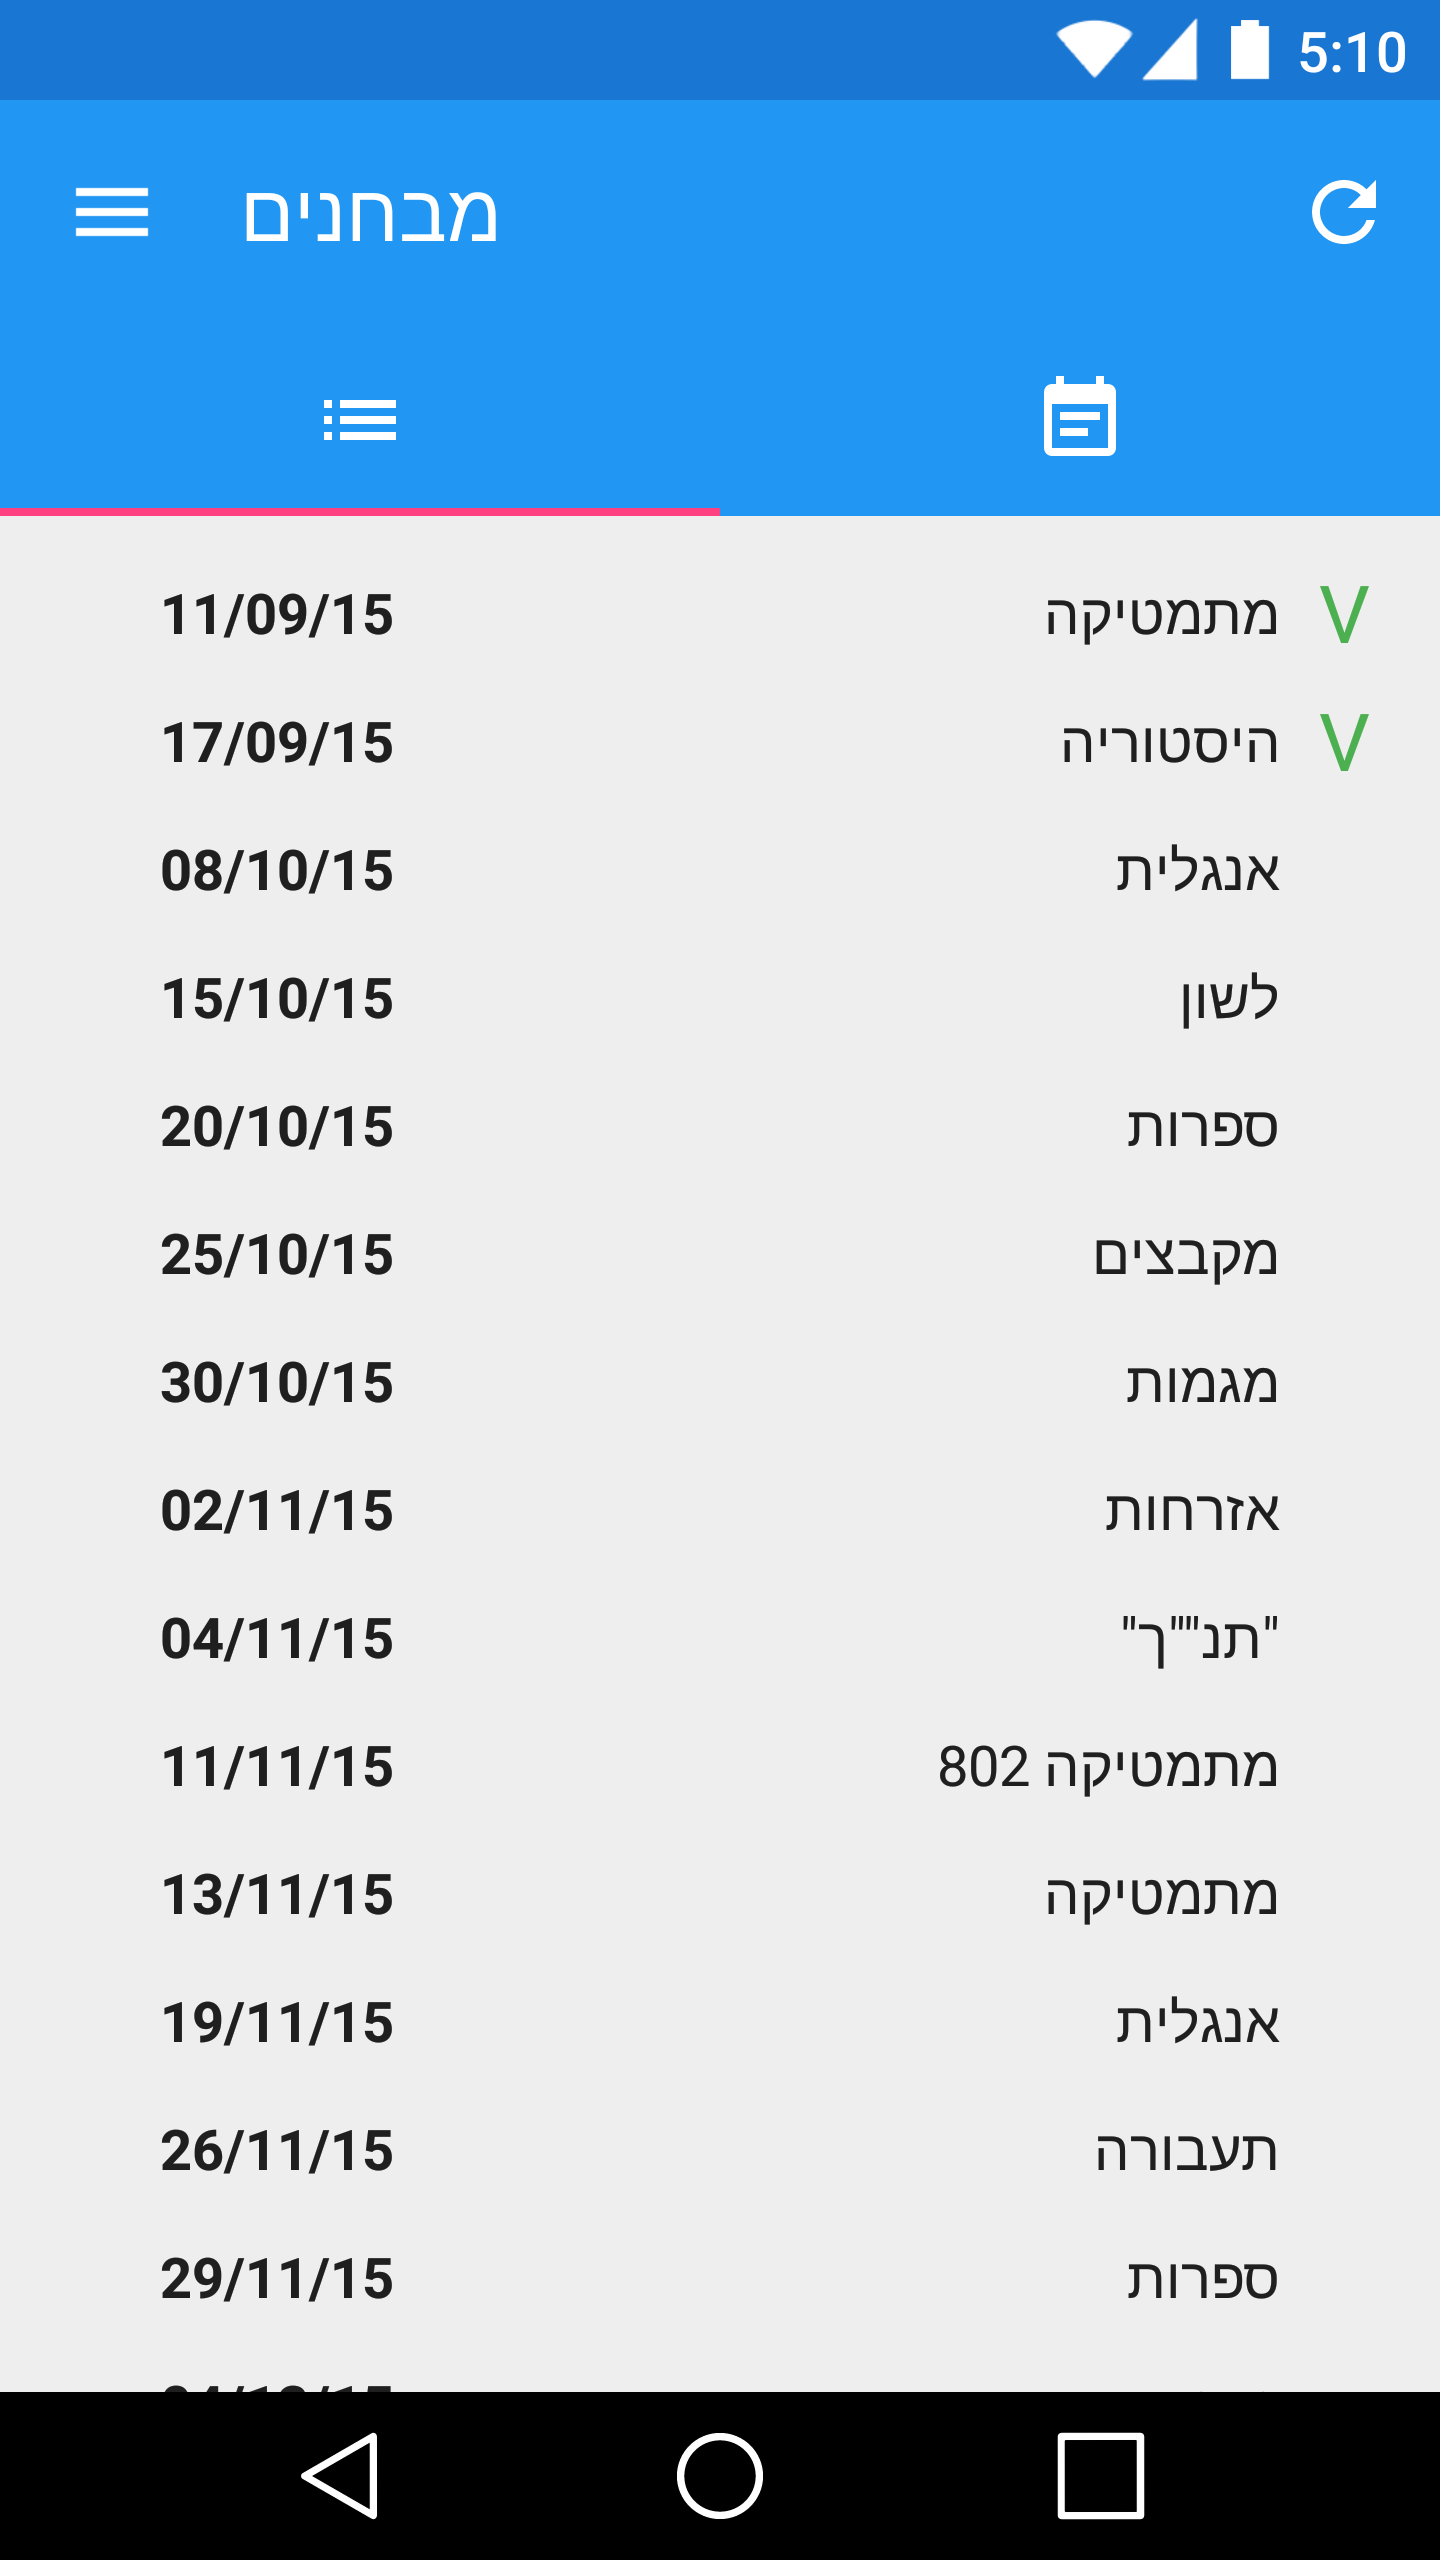 5:10
מבחנים
V מתמטיקה 11/09/15
V היסטוריה 17/09/15
אנגלית 08/10/15
לשון 15/10/15
ספרות 20/10/15
מקבצים 25/10/15
מגמות 30/10/15
אזרחות 02/11/15
"תנ""ך" 04/11/15
מתמטיקה 802 11/11/15
מתמטיקה 13/11/15
אנגלית 19/11/15
תעבורה 26/11/15
ספרות 29/11/15